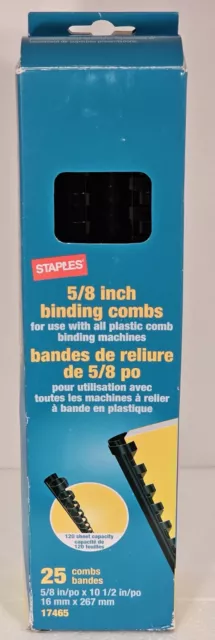 STAPLES
5/8 inch
binding combs
for use with all plastic comb
binding machines
bandes de reliure
de 5/8 po
pour utilisation avec
toutes les machines à relier
à bande en plastique
120 sheet capacity
capacité de
120 feuilles
25 combs
bandes
5/8 in/po x 10 1/2 in/po
16 mm x 267 mm
17465